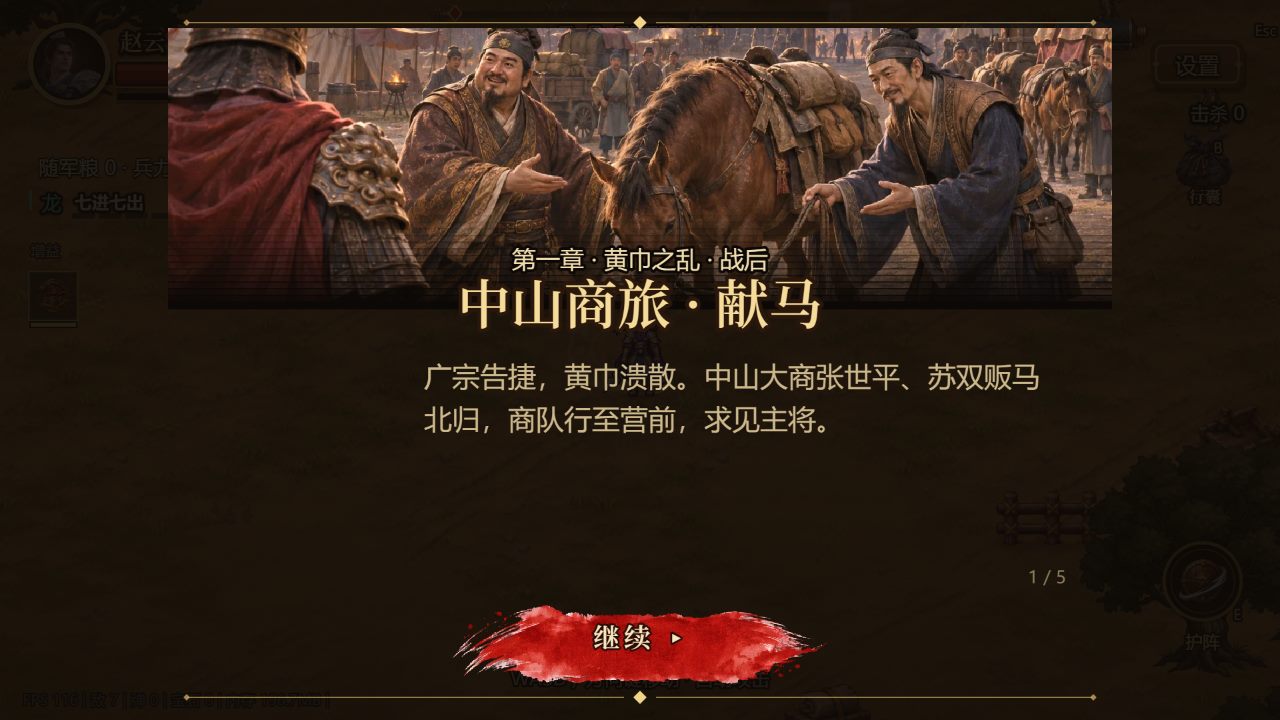 赵云
Esc
设置
击杀 0
B
行囊
随军粮 0 · 兵力
龙 七进七出
增益
第一章 · 黄巾之乱 · 战后
中山商旅 · 献马
广宗告捷，黄巾溃散。中山大商张世平、苏双贩马
北归，商队行至营前，求见主将。
1 / 5
继续 ▸
E
护阵